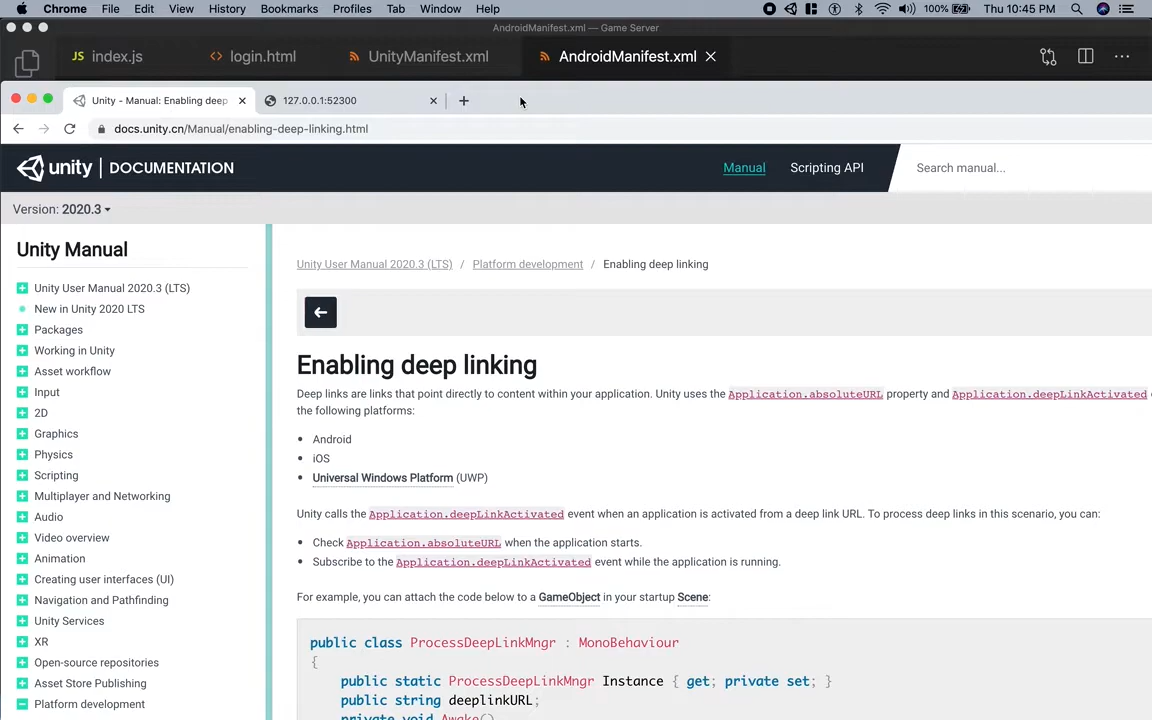 Chrome File Edit View History Bookmarks Profiles Tab Window Help 100% Thu 10:45 PM
AndroidManifest.xml — Game Server
JS index.js <> login.html UnityManifest.xml AndroidManifest.xml
Unity - Manual: Enabling deep 127.0.0.1:52300
docs.unity.cn/Manual/enabling-deep-linking.html
unity | DOCUMENTATION Manual Scripting API Search manual...
Version: 2020.3
Unity Manual
Unity User Manual 2020.3 (LTS)
New in Unity 2020 LTS
Packages
Working in Unity
Asset workflow
Input
2D
Graphics
Physics
Scripting
Multiplayer and Networking
Audio
Video overview
Animation
Creating user interfaces (UI)
Navigation and Pathfinding
Unity Services
XR
Open-source repositories
Asset Store Publishing
Platform development
Unity User Manual 2020.3 (LTS) / Platform development / Enabling deep linking
Enabling deep linking
Deep links are links that point directly to content within your application. Unity uses the Application.absoluteURL property and Application.deepLinkActivated
the following platforms:
Android
iOS
Universal Windows Platform (UWP)
Unity calls the Application.deepLinkActivated event when an application is activated from a deep link URL. To process deep links in this scenario, you can:
Check Application.absoluteURL when the application starts.
Subscribe to the Application.deepLinkActivated event while the application is running.
For example, you can attach the code below to a GameObject in your startup Scene:
public class ProcessDeepLinkMngr : MonoBehaviour
{
public static ProcessDeepLinkMngr Instance { get; private set; }
public string deeplinkURL;
private void Awake()